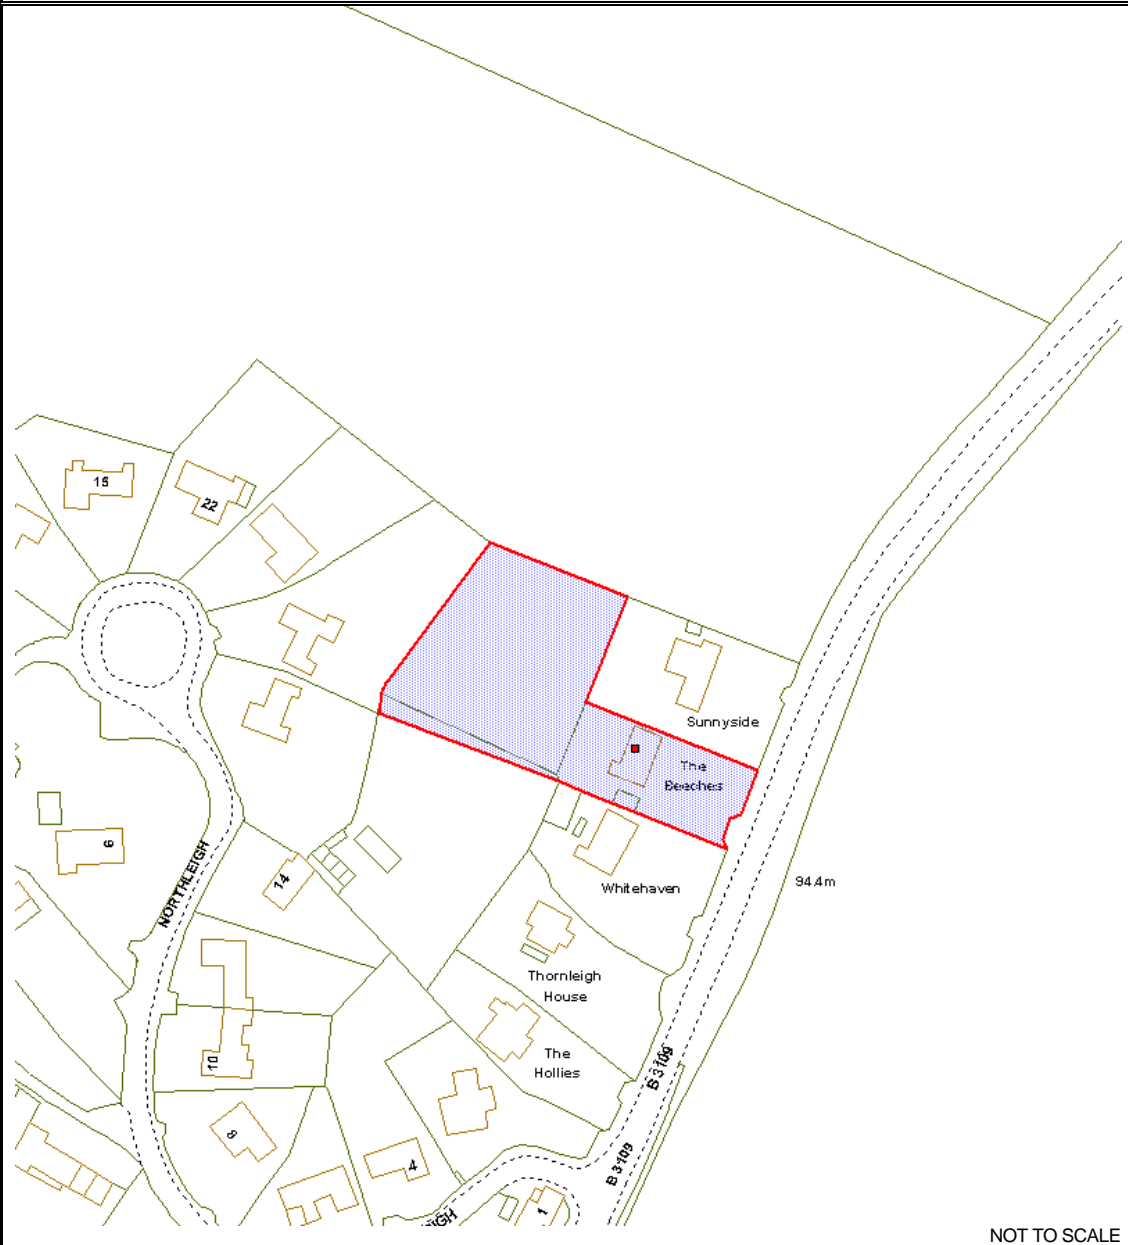 15
22
Sunnyside
The
Beeches
6
NORTHLEIGH
14
Whitehaven
94.4m
Thornleigh
House
The
Hollies
10
B 3109
8
4
B 3109
IGH
1
NOT TO SCALE